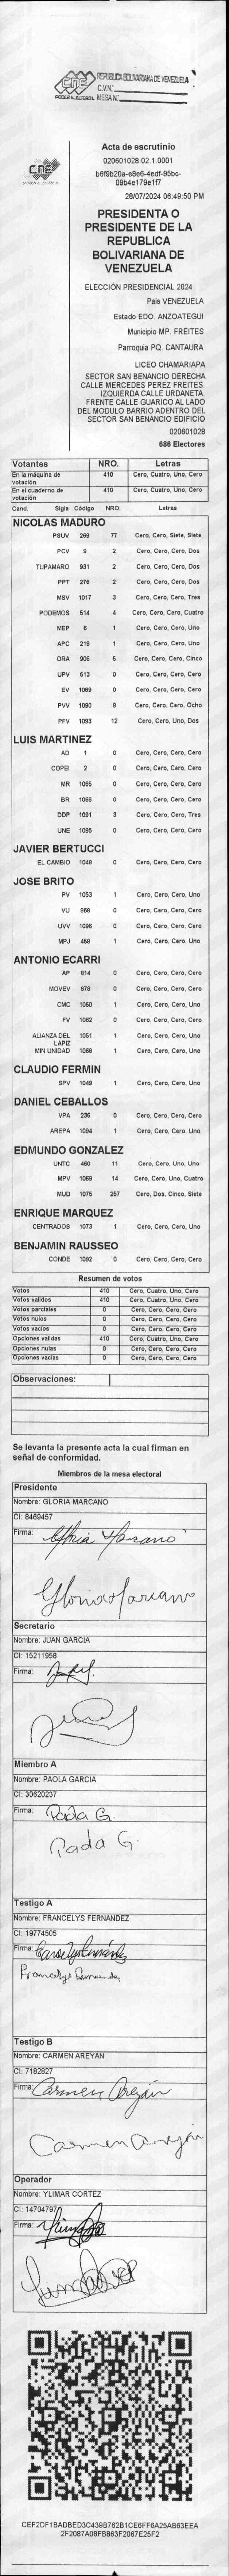 CNE
PODER ELECTORAL
REPUBLICA BOLIVARIANA DE VENEZUELA
C.V.N°:
MESA N°:
CNE
Acta de escrutinio
020601028.02.1.0001
b6f9b20a-e8e6-4edf-95bc-
09b4e179e1f7
28/07/2024 06:49:50 PM
PRESIDENTA O
PRESIDENTE DE LA
REPUBLICA
BOLIVARIANA DE
VENEZUELA
ELECCIÓN PRESIDENCIAL 2024
Pais VENEZUELA
Estado EDO. ANZOATEGUI
Municipio MP. FREITES
Parroquia PQ. CANTAURA
LICEO CHAMARIAPA
SECTOR SAN BENANCIO DERECHA
CALLE MERCEDES PEREZ FREITES.
IZQUIERDA CALLE URDANETA.
FRENTE CALLE GUARICO AL LADO
DEL MODULO BARRIO ADENTRO DEL
SECTOR SAN BENANCIO EDIFICIO
020601028
686 Electores
Votantes NRO. Letras
En la máquina de votación 410 Cero, Cuatro, Uno, Cero
En el cuaderno de votación 410 Cero, Cuatro, Uno, Cero
Cand. Sigla Código NRO. Letras
NICOLAS MADURO
PSUV 269 77 Cero, Cero, Siete, Siete
PCV 9 2 Cero, Cero, Cero, Dos
TUPAMARO 931 2 Cero, Cero, Cero, Dos
PPT 276 2 Cero, Cero, Cero, Dos
MSV 1017 3 Cero, Cero, Cero, Tres
PODEMOS 514 4 Cero, Cero, Cero, Cuatro
MEP 6 1 Cero, Cero, Cero, Uno
APC 219 1 Cero, Cero, Cero, Uno
ORA 906 5 Cero, Cero, Cero, Cinco
UPV 513 0 Cero, Cero, Cero, Cero
EV 1089 0 Cero, Cero, Cero, Cero
PVV 1090 8 Cero, Cero, Cero, Ocho
PFV 1093 12 Cero, Cero, Uno, Dos
LUIS MARTINEZ
AD 1 0 Cero, Cero, Cero, Cero
COPEI 2 0 Cero, Cero, Cero, Cero
MR 1065 0 Cero, Cero, Cero, Cero
BR 1066 0 Cero, Cero, Cero, Cero
DDP 1091 3 Cero, Cero, Cero, Tres
UNE 1095 0 Cero, Cero, Cero, Cero
JAVIER BERTUCCI
EL CAMBIO 1048 0 Cero, Cero, Cero, Cero
JOSE BRITO
PV 1053 1 Cero, Cero, Cero, Uno
VU 868 0 Cero, Cero, Cero, Cero
UVV 1096 0 Cero, Cero, Cero, Cero
MPJ 468 1 Cero, Cero, Cero, Uno
ANTONIO ECARRI
AP 814 0 Cero, Cero, Cero, Cero
MOVEV 878 0 Cero, Cero, Cero, Cero
CMC 1050 1 Cero, Cero, Cero, Uno
FV 1062 0 Cero, Cero, Cero, Cero
ALIANZA DEL LAPIZ 1051 1 Cero, Cero, Cero, Uno
MIN UNIDAD 1068 1 Cero, Cero, Cero, Uno
CLAUDIO FERMIN
SPV 1049 1 Cero, Cero, Cero, Uno
DANIEL CEBALLOS
VPA 236 0 Cero, Cero, Cero, Cero
AREPA 1094 1 Cero, Cero, Cero, Uno
EDMUNDO GONZALEZ
UNTC 460 11 Cero, Cero, Uno, Uno
MPV 1069 14 Cero, Cero, Uno, Cuatro
MUD 1075 257 Cero, Dos, Cinco, Siete
ENRIQUE MARQUEZ
CENTRADOS 1073 1 Cero, Cero, Cero, Uno
BENJAMIN RAUSSEO
CONDE 1092 0 Cero, Cero, Cero, Cero
Resumen de votos
Votos 410 Cero, Cuatro, Uno, Cero
Votos validos 410 Cero, Cuatro, Uno, Cero
Votos parciales 0 Cero, Cero, Cero, Cero
Votos nulos 0 Cero, Cero, Cero, Cero
Votos vacios 0 Cero, Cero, Cero, Cero
Opciones validas 410 Cero, Cuatro, Uno, Cero
Opciones nulas 0 Cero, Cero, Cero, Cero
Opciones vacias 0 Cero, Cero, Cero, Cero
Observaciones:
Se levanta la presente acta la cual firman en
señal de conformidad.
Miembros de la mesa electoral
Presidente
Nombre: GLORIA MARCANO
CI: 8469457
Firma: Gloria Marcano
Gloria Marcano
Secretario
Nombre: JUAN GARCIA
CI: 15211958
Firma:
Miembro A
Nombre: PAOLA GARCIA
CI: 30620237
Firma: Paola G.
Paola G.
Testigo A
Nombre: FRANCELYS FERNANDEZ
CI: 19774505
Firma: Francelys Fernández
Francelys Fernandez
Testigo B
Nombre: CARMEN AREYAN
CI: 7182827
Firma: Carmen Areyán
Carmen Areyán
Operador
Nombre: YLIMAR CORTEZ
CI: 14704797
Firma:
CEF2DF1BADBED3C439B762B1CE6FF6A25AB63EEA
2F2087A08FB863F2067E25F2